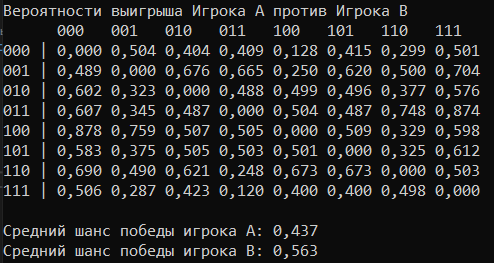 Вероятности выигрыша Игрока А против Игрока В
000 001 010 011 100 101 110 111
000 | 0,000 0,504 0,404 0,409 0,128 0,415 0,299 0,501
001 | 0,489 0,000 0,676 0,665 0,250 0,620 0,500 0,704
010 | 0,602 0,323 0,000 0,488 0,499 0,496 0,377 0,576
011 | 0,607 0,345 0,487 0,000 0,504 0,487 0,748 0,874
100 | 0,878 0,759 0,507 0,505 0,000 0,509 0,329 0,598
101 | 0,583 0,375 0,505 0,503 0,501 0,000 0,325 0,612
110 | 0,690 0,490 0,621 0,248 0,673 0,673 0,000 0,503
111 | 0,506 0,287 0,423 0,120 0,400 0,400 0,498 0,000
Средний шанс победы игрока А: 0,437
Средний шанс победы игрока В: 0,563